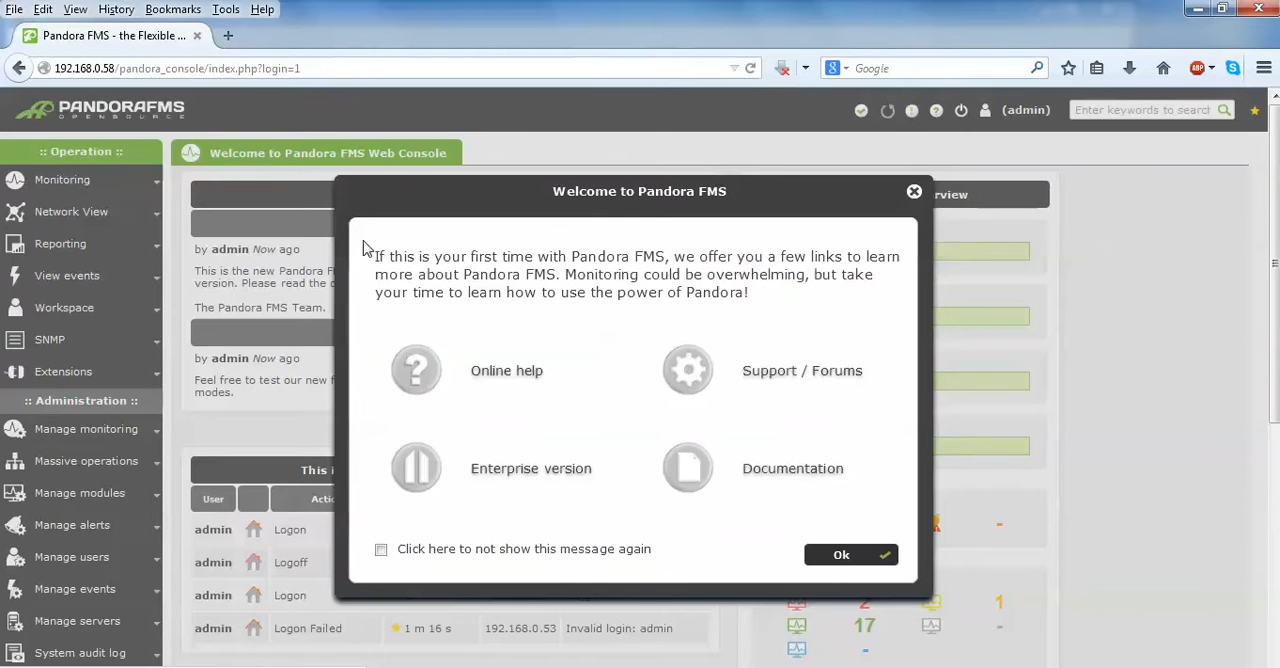 File Edit View History Bookmarks Tools Help
Pandora FMS - the Flexible ...
192.168.0.58/pandora_console/index.php?login=1
Google
ABP
PANDORAFMS
OPENSOURCE
(admin)
Enter keywords to search
:: Operation ::
Monitoring
Network View
Reporting
View events
Workspace
SNMP
Extensions
:: Administration ::
Manage monitoring
Massive operations
Manage modules
Manage alerts
Manage users
Manage events
Manage servers
System audit log
Welcome to Pandora FMS Web Console
by admin Now ago
This is the new Pandora F
version. Please read the
The Pandora FMS Team.
by admin Now ago
Feel free to test our new
modes.
This i
User Actio
admin Logon
admin Logoff
admin Logon
admin Logon Failed 1 m 16 s 192.168.0.53 Invalid login: admin
rview
-
2 1
17 -
-
Welcome to Pandora FMS
If this is your first time with Pandora FMS, we offer you a few links to learn
more about Pandora FMS. Monitoring could be overwhelming, but take
your time to learn how to use the power of Pandora!
Online help
Support / Forums
Enterprise version
Documentation
Click here to not show this message again
Ok